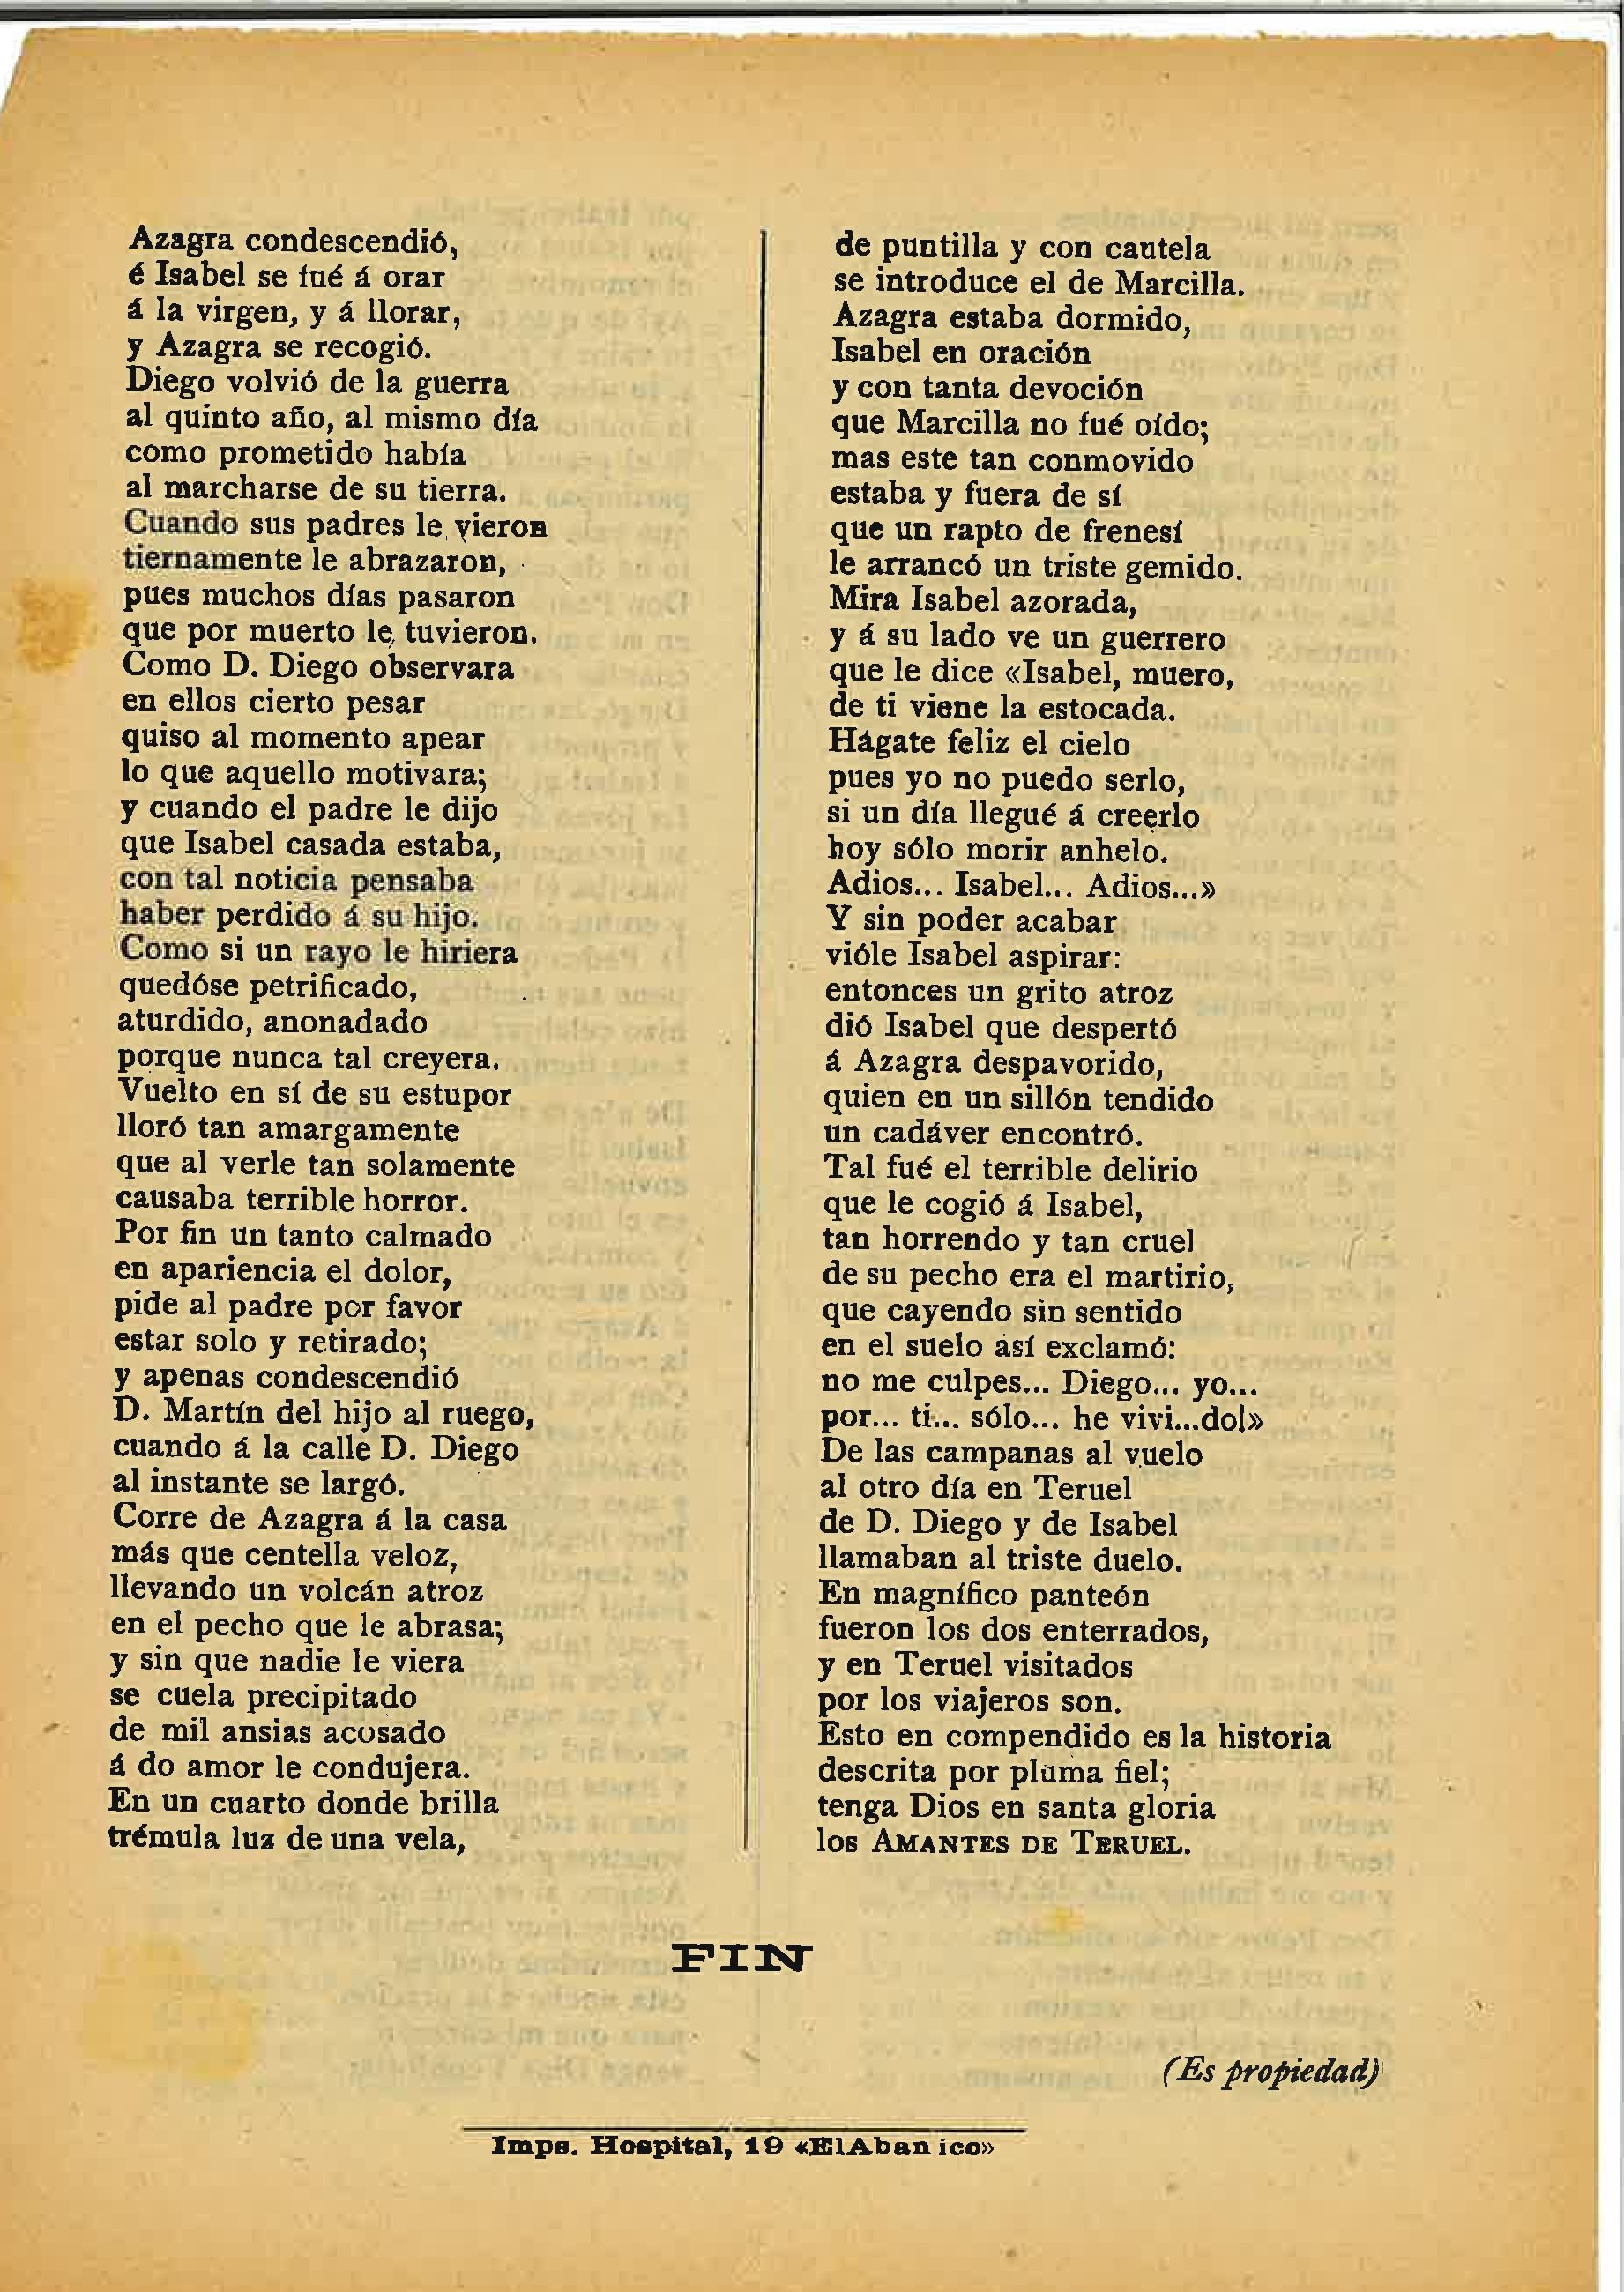 Azagra condescendió,
é Isabel se fué á orar
á la virgen, y á llorar,
y Azagra se recogió.
Diego volvió de la guerra
al quinto año, al mismo día
como prometido había
al marcharse de su tierra.
Cuando sus padres le vieron
tiernamente le abrazaron,
pues muchos días pasaron
que por muerto le tuvieron.
Como D. Diego observara
en ellos cierto pesar
quiso al momento apear
lo que aquello motivara;
y cuando el padre le dijo
que Isabel casada estaba,
con tal noticia pensaba
haber perdido á su hijo.
Como si un rayo le hiriera
quedóse petrificado,
aturdido, anonadado
porque nunca tal creyera.
Vuelto en sí de su estupor
lloró tan amargamente
que al verle tan solamente
causaba terrible horror.
Por fin un tanto calmado
en apariencia el dolor,
pide al padre por favor
estar solo y retirado;
y apenas condescendió
D. Martín del hijo al ruego,
cuando á la calle D. Diego
al instante se largó.
Corre de Azagra á la casa
más que centella veloz,
llevando un volcán atroz
en el pecho que le abrasa;
y sin que nadie le viera
se cuela precipitado
de mil ansias acusado
á do amor le condujera.
En un cuarto donde brilla
trémula luz de una vela,
de puntilla y con cautela
se introduce el de Marcilla.
Azagra estaba dormido,
Isabel en oración
y con tanta devoción
que Marcilla no fué oído;
mas este tan conmovido
estaba y fuera de sí
que un rapto de frenesí
le arrancó un triste gemido.
Mira Isabel azorada,
y á su lado ve un guerrero
que le dice «Isabel, muero,
de ti viene la estocada.
Hágate feliz el cielo
pues yo no puedo serlo,
si un día llegué á creerlo
hoy sólo morir anhelo.
Adios... Isabel... Adios...»
Y sin poder acabar
vióle Isabel aspirar:
entonces un grito atroz
dió Isabel que despertó
á Azagra despavorido,
quien en un sillón tendido
un cadáver encontró.
Tal fué el terrible delirio
que le cogió á Isabel,
tan horrendo y tan cruel
de su pecho era el martirio,
que cayendo sin sentido
en el suelo así exclamó:
no me culpes... Diego... yo...
por... ti... sólo... he vivi...do!»
De las campanas al vuelo
al otro día en Teruel
de D. Diego y de Isabel
llamaban al triste duelo.
En magnífico panteón
fueron los dos enterrados,
y en Teruel visitados
por los viajeros son.
Esto en compendido es la historia
descrita por pluma fiel;
tenga Dios en santa gloria
los AMANTES DE TERUEL.
FIN
(Es propiedad)
Imps. Hospital, 19 «ElAban ico»